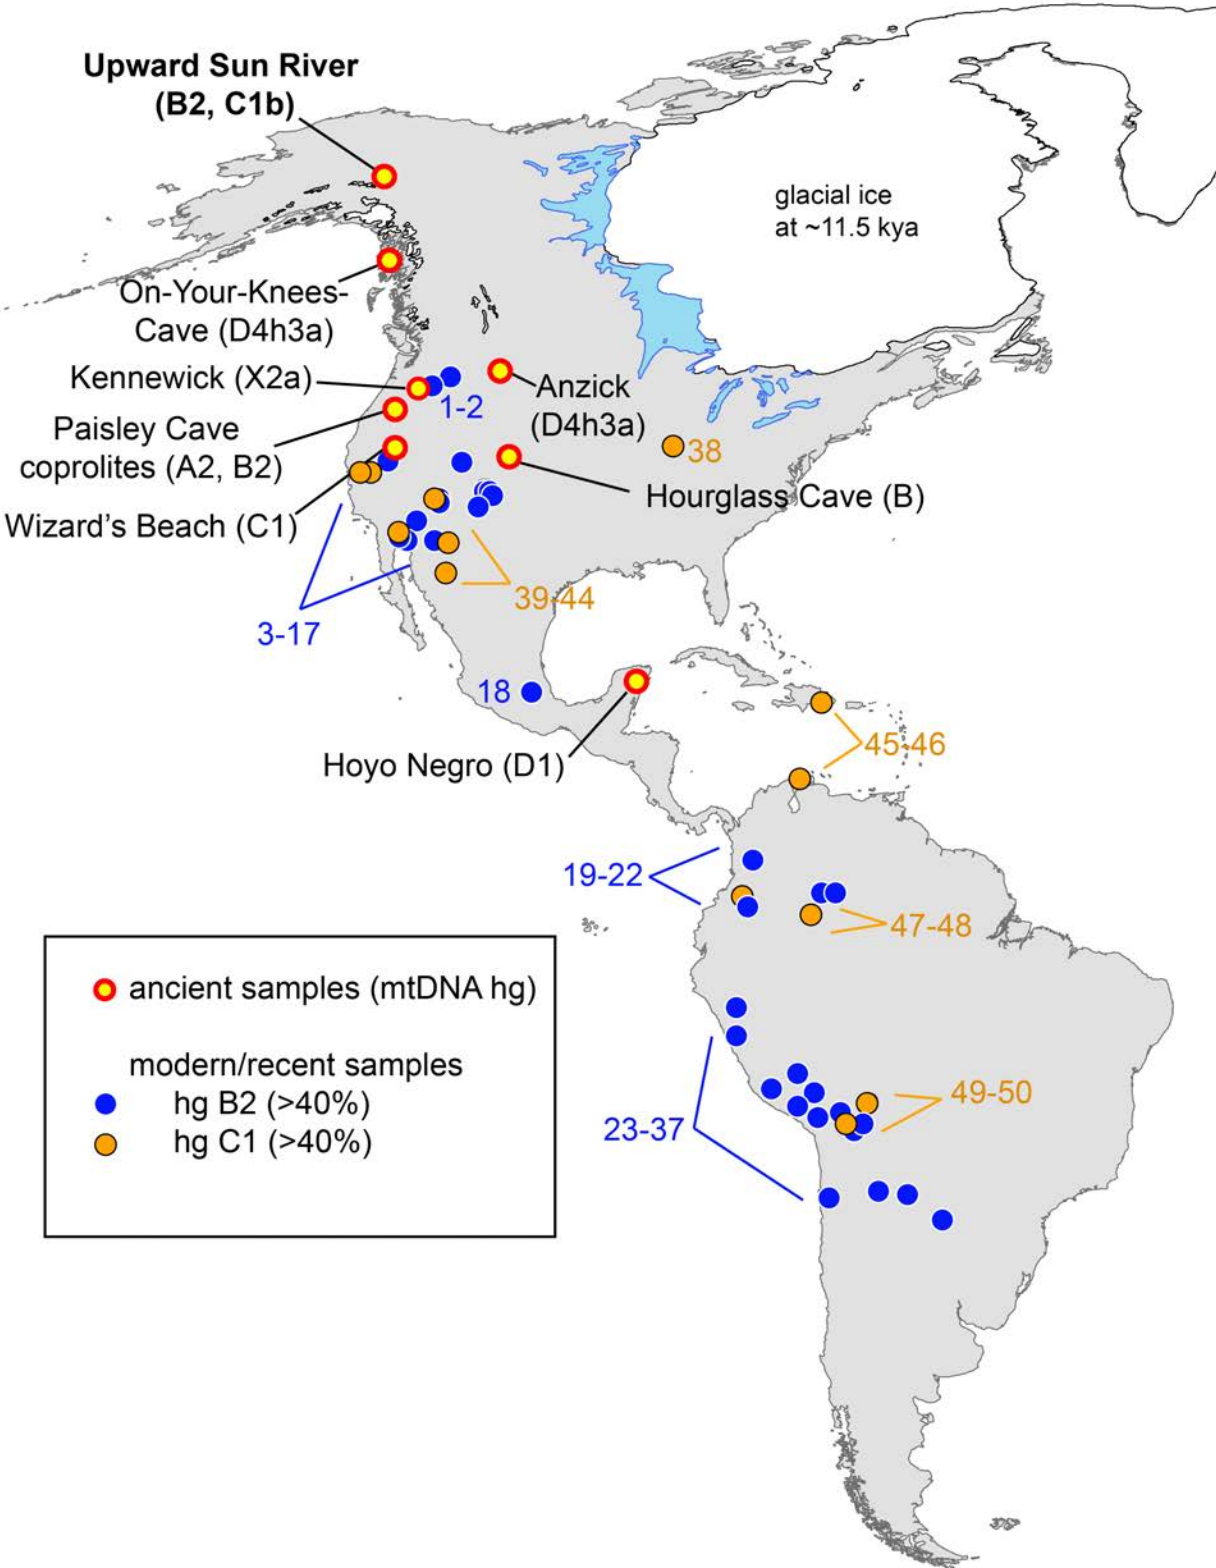 Upward Sun River
(B2, C1b)
glacial ice
at ~11.5 kya
On-Your-Knees-
Cave (D4h3a)
Kennewick (X2a)
1-2
Anzick
(D4h3a)
Paisley Cave
coprolites (A2, B2)
38
Hourglass Cave (B)
Wizard's Beach (C1)
39-44
3-17
18
Hoyo Negro (D1)
45-46
19-22
47-48
ancient samples (mtDNA hg)
modern/recent samples
hg B2 (>40%)
hg C1 (>40%)
49-50
23-37